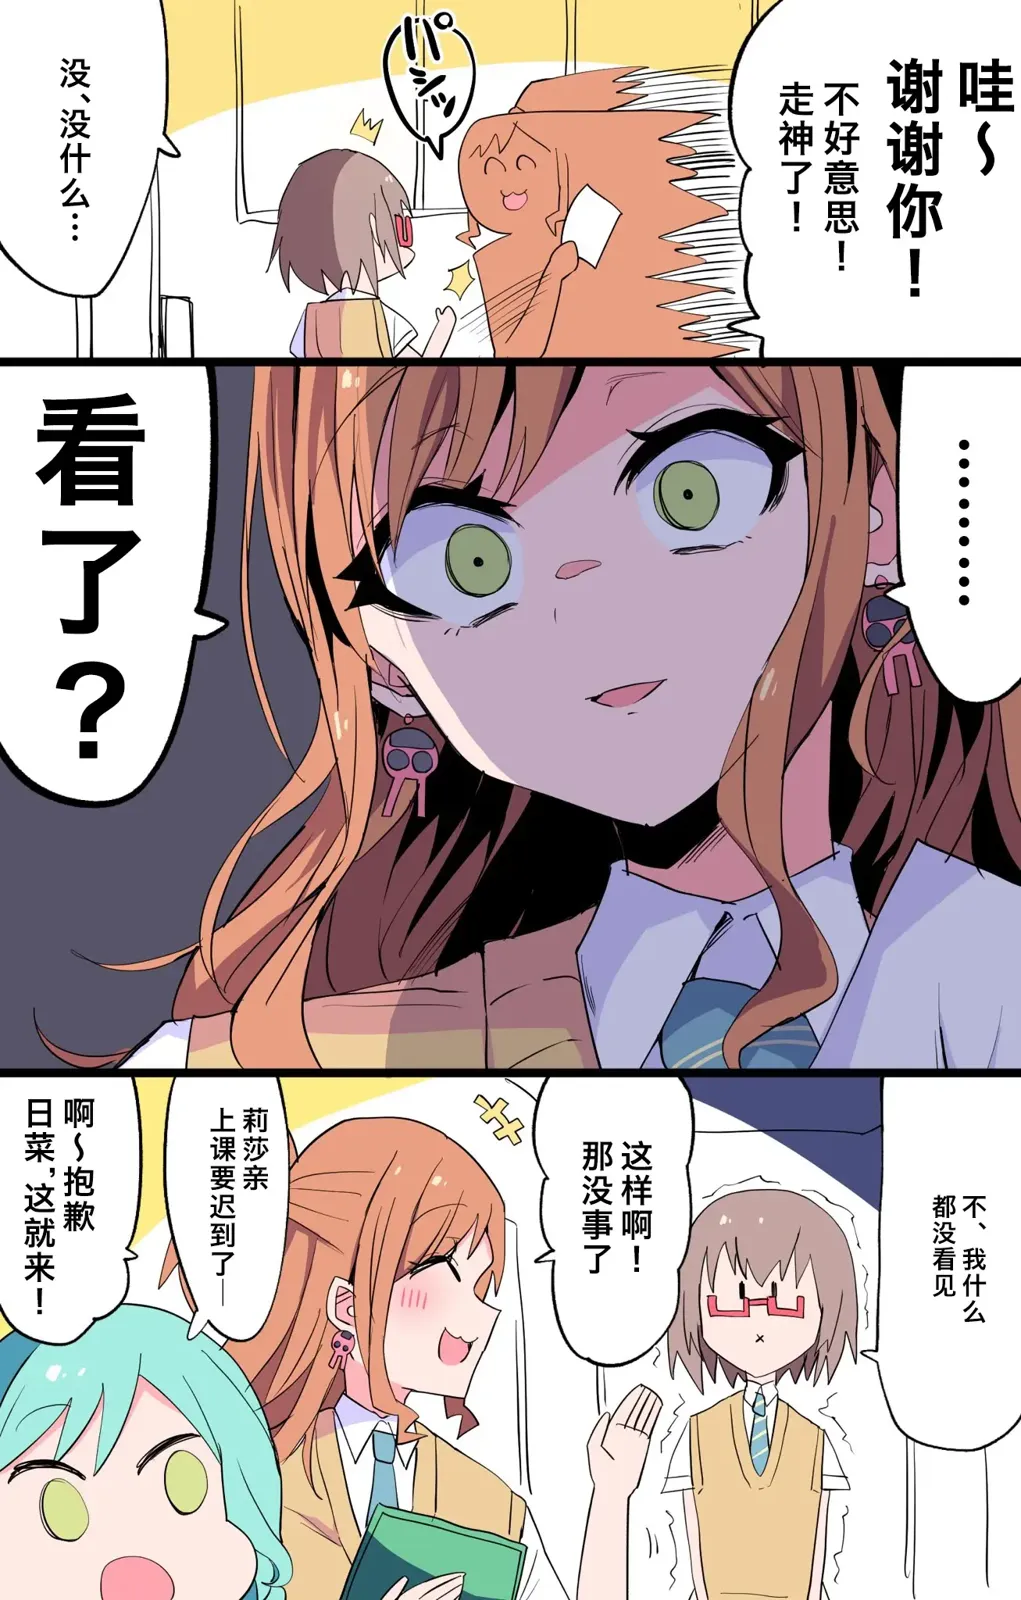 哇～
谢谢你！
不好意思！
走神了！
パシッ
没、没什么…
………
看了？
不、我什么
都没看见
这样啊！
那没事了
莉莎亲
上课要迟到了—
啊～抱歉
日菜，这就来！